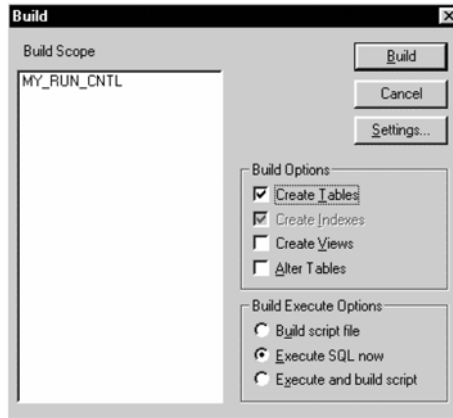 Build
Build Scope
MY_RUN_CNTL
Build
Cancel
Settings...
Build Options
Create Tables
Create Indexes
Create Views
Alter Tables
Build Execute Options
Build script file
Execute SQL now
Execute and build script